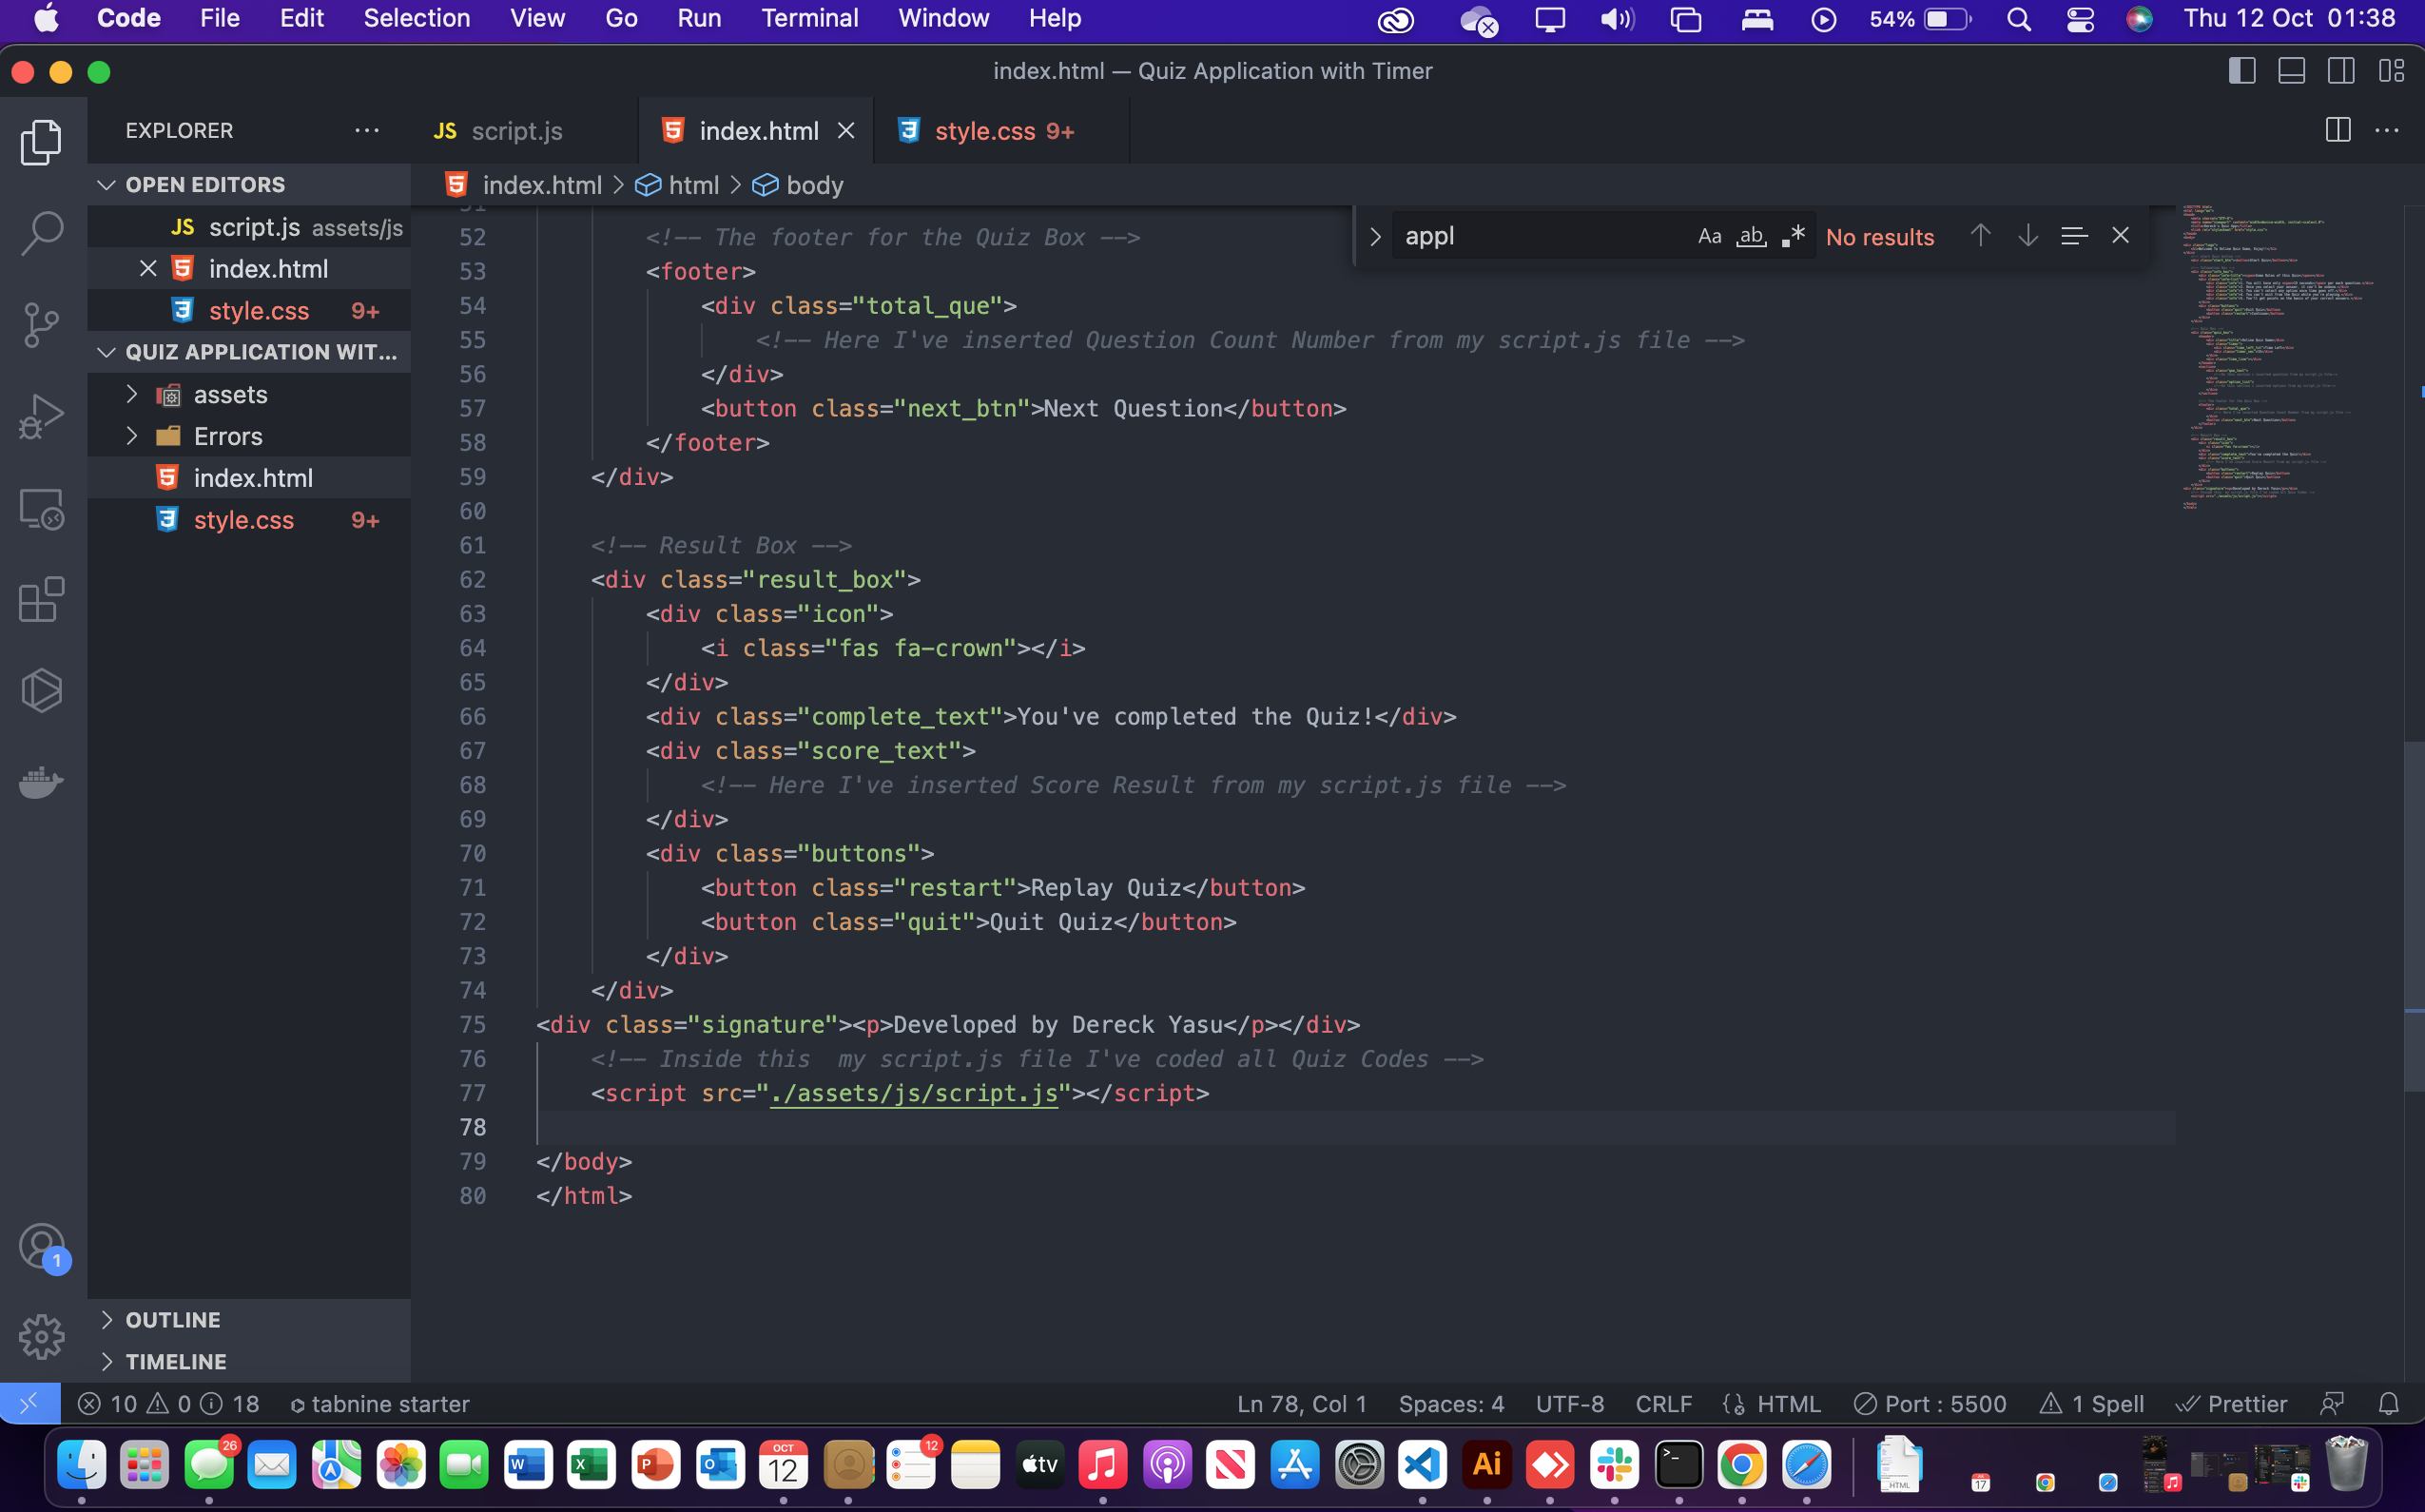 Code File Edit Selection View Go Run Terminal Window Help 54% Thu 12 Oct 01:38
index.html — Quiz Application with Timer
EXPLORER ··· JS script.js index.html style.css 9+
OPEN EDITORS
index.html > html > body
JS script.js assets/js
index.html
style.css 9+
QUIZ APPLICATION WIT...
assets
Errors
index.html
style.css 9+
OUTLINE
TIMELINE
appl Aa ab .* No results
51
52 <!-- The footer for the Quiz Box -->
53 <footer>
54 <div class="total_que">
55 <!-- Here I've inserted Question Count Number from my script.js file -->
56 </div>
57 <button class="next_btn">Next Question</button>
58 </footer>
59 </div>
60
61 <!-- Result Box -->
62 <div class="result_box">
63 <div class="icon">
64 <i class="fas fa-crown"></i>
65 </div>
66 <div class="complete_text">You've completed the Quiz!</div>
67 <div class="score_text">
68 <!-- Here I've inserted Score Result from my script.js file -->
69 </div>
70 <div class="buttons">
71 <button class="restart">Replay Quiz</button>
72 <button class="quit">Quit Quiz</button>
73 </div>
74 </div>
75 <div class="signature"><p>Developed by Dereck Yasu</p></div>
76 <!-- Inside this  my script.js file I've coded all Quiz Codes -->
77 <script src="./assets/js/script.js"></script>
78
79 </body>
80 </html>
1
10 0 18 tabnine starter Ln 78, Col 1 Spaces: 4 UTF-8 CRLF HTML Port : 5500 1 Spell Prettier
26 W X P O OCT 12 12 tv Ai HTML 17